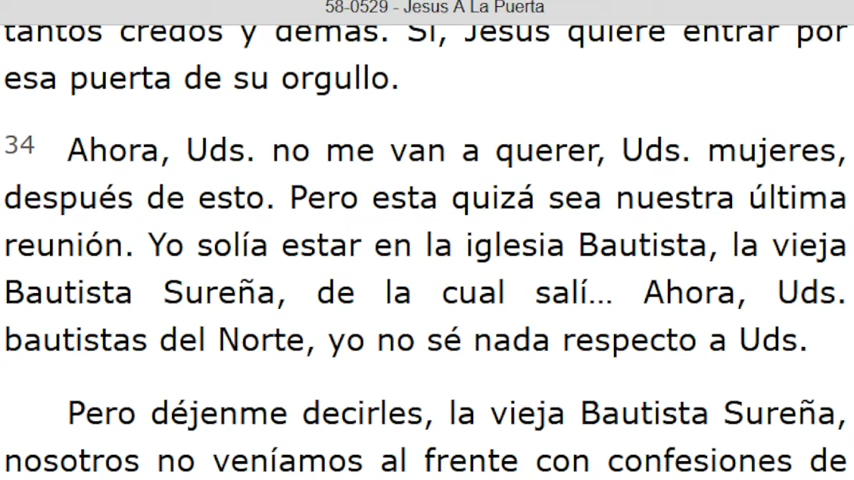 58-0529 - Jesus A La Puerta
tantos credos y demás. Sí, Jesús quiere entrar por
esa puerta de su orgullo.
34 Ahora, Uds. no me van a querer, Uds. mujeres,
después de esto. Pero esta quizá sea nuestra última
reunión. Yo solía estar en la iglesia Bautista, la vieja
Bautista Sureña, de la cual salí... Ahora, Uds.
bautistas del Norte, yo no sé nada respecto a Uds.
Pero déjenme decirles, la vieja Bautista Sureña,
nosotros no veníamos al frente con confesiones de